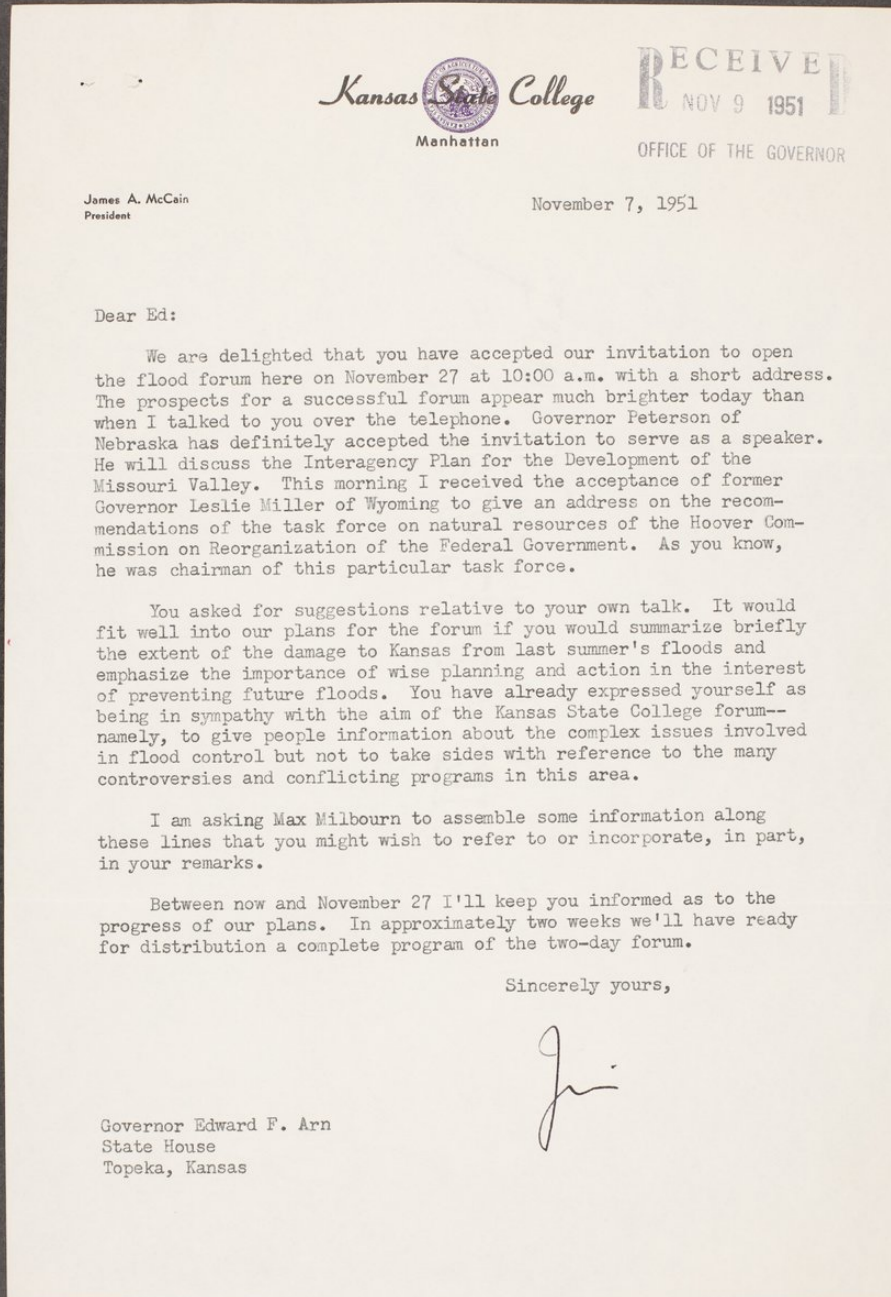 Kansas State College
Manhattan
RECEIVED
NOV 9 1951
OFFICE OF THE GOVERNOR
James A. McCain
President
November 7, 1951
Dear Ed:
We are delighted that you have accepted our invitation to open
the flood forum here on November 27 at 10:00 a.m. with a short address.
The prospects for a successful forum appear much brighter today than
when I talked to you over the telephone. Governor Peterson of
Nebraska has definitely accepted the invitation to serve as a speaker.
He will discuss the Interagency Plan for the Development of the
Missouri Valley. This morning I received the acceptance of former
Governor Leslie Miller of Wyoming to give an address on the recom-
mendations of the task force on natural resources of the Hoover Com-
mission on Reorganization of the Federal Government. As you know,
he was chairman of this particular task force.
You asked for suggestions relative to your own talk. It would
fit well into our plans for the forum if you would summarize briefly
the extent of the damage to Kansas from last summer's floods and
emphasize the importance of wise planning and action in the interest
of preventing future floods. You have already expressed yourself as
being in sympathy with the aim of the Kansas State College forum--
namely, to give people information about the complex issues involved
in flood control but not to take sides with reference to the many
controversies and conflicting programs in this area.
I am asking Max Milbourn to assemble some information along
these lines that you might wish to refer to or incorporate, in part,
in your remarks.
Between now and November 27 I'll keep you informed as to the
progress of our plans. In approximately two weeks we'll have ready
for distribution a complete program of the two-day forum.
Sincerely yours,
Jim
Governor Edward F. Arn
State House
Topeka, Kansas